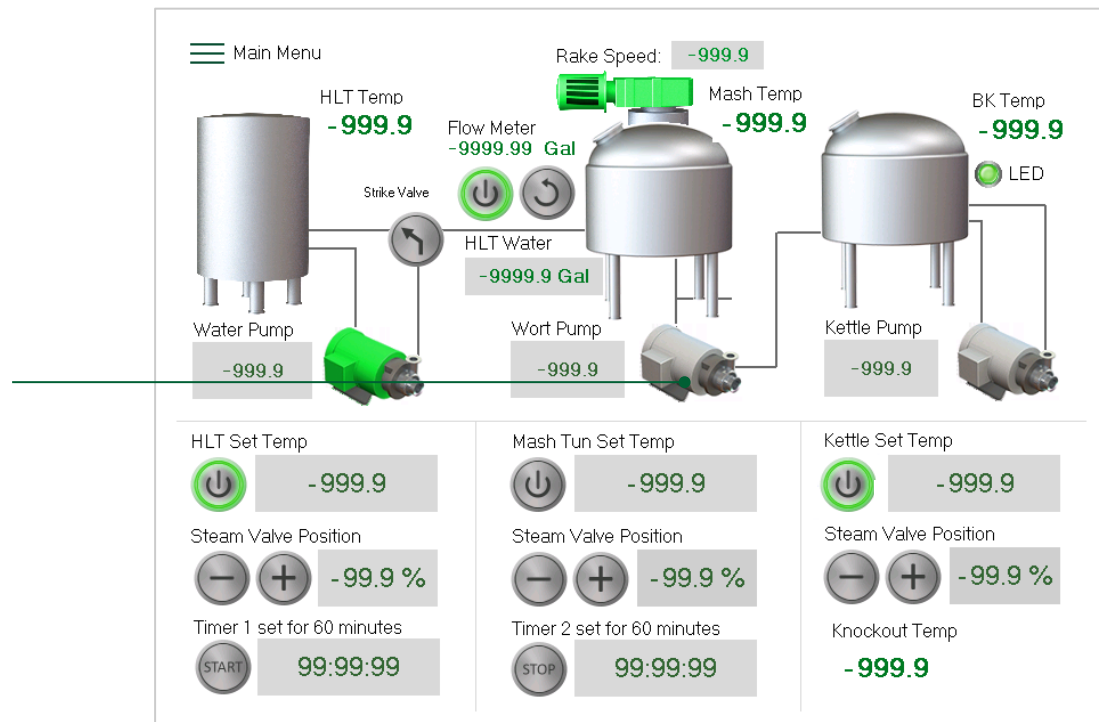 Main Menu
Rake Speed: -999.9
HLT Temp
-999.9
Mash Temp
-999.9
BK Temp
-999.9
Flow Meter
-9999.99 Gal
LED
Strike Valve
HLT Water
-9999.9 Gal
Water Pump
-999.9
Wort Pump
-999.9
Kettle Pump
-999.9
HLT Set Temp
-999.9
Mash Tun Set Temp
-999.9
Kettle Set Temp
-999.9
Steam Valve Position
-99.9 %
Steam Valve Position
-99.9 %
Steam Valve Position
-99.9 %
Timer 1 set for 60 minutes
START 99:99:99
Timer 2 set for 60 minutes
STOP 99:99:99
Knockout Temp
-999.9